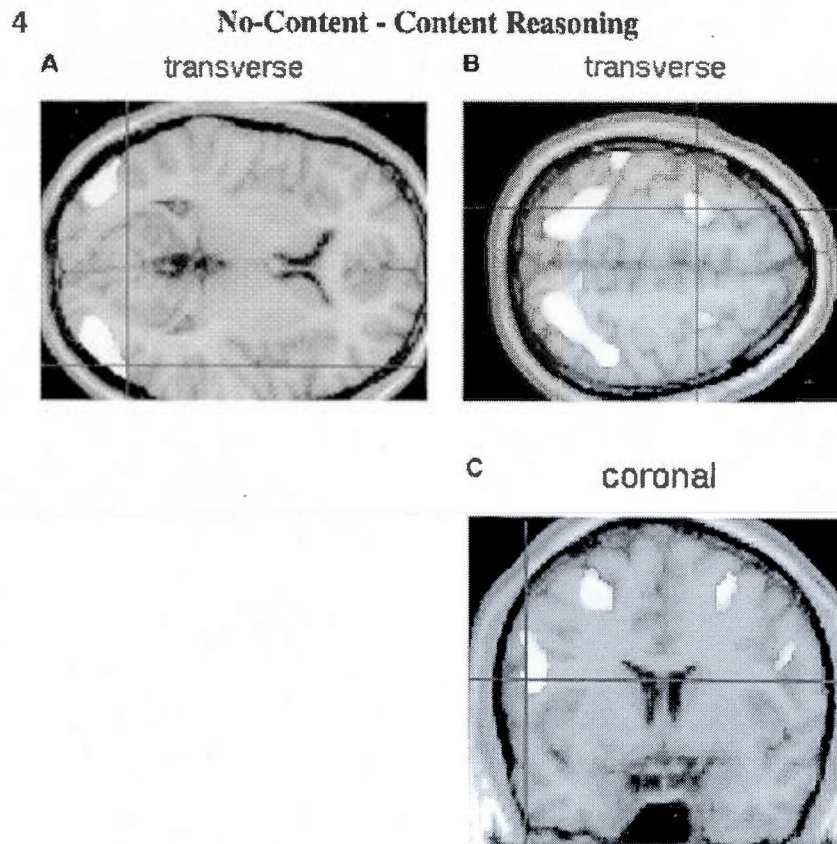 4
No-Content - Content Reasoning
A transverse
B transverse
C coronal